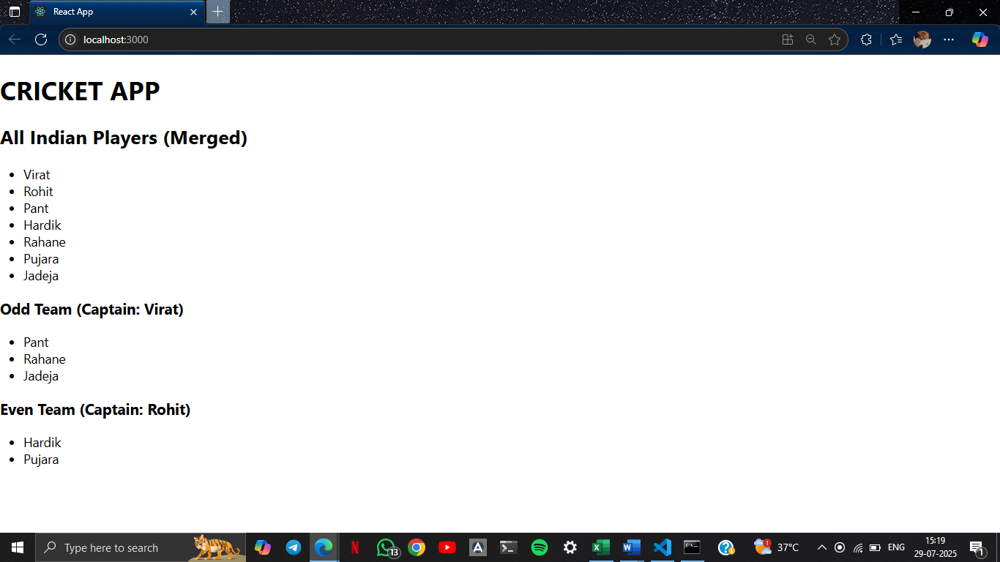 React App
localhost:3000
CRICKET APP
All Indian Players (Merged)
Virat
Rohit
Pant
Hardik
Rahane
Pujara
Jadeja
Odd Team (Captain: Virat)
Pant
Rahane
Jadeja
Even Team (Captain: Rohit)
Hardik
Pujara
Type here to search
13
1
37°C
ENG
15:19
29-07-2025
1